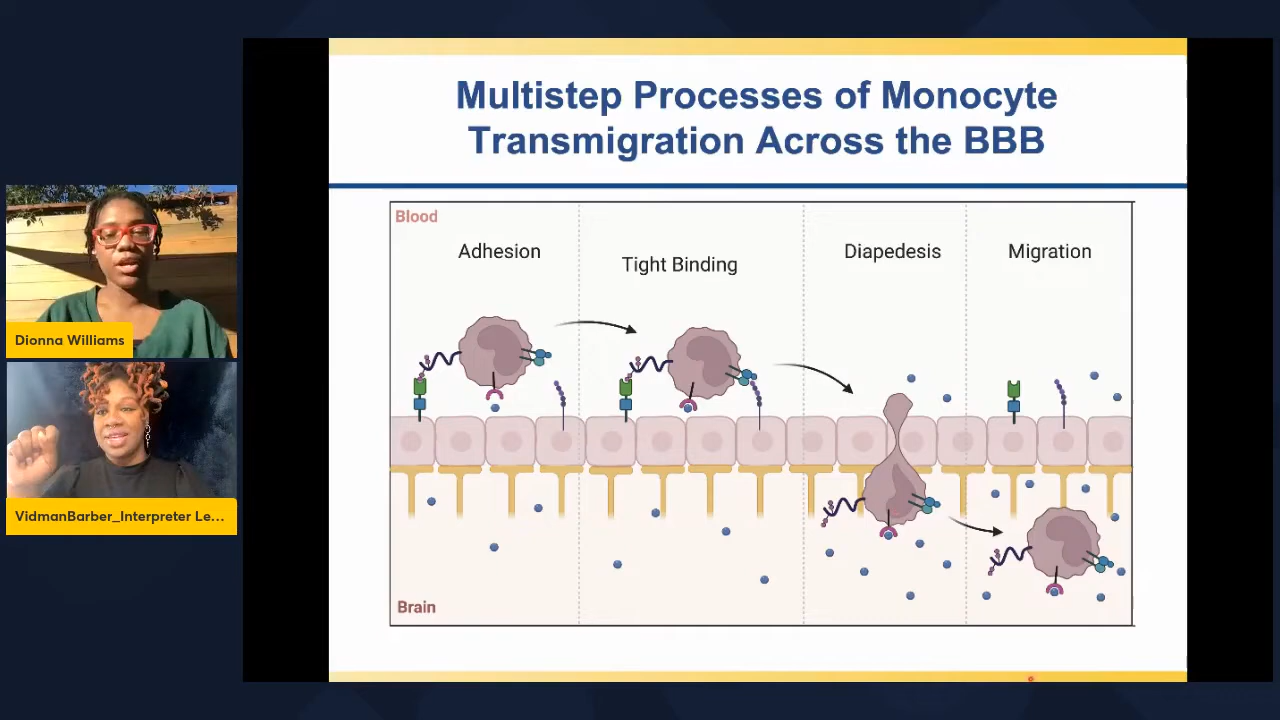 Multistep Processes of Monocyte
Transmigration Across the BBB
Blood
Adhesion
Tight Binding
Diapedesis
Migration
Brain
Dionna Williams
VidmanBarber_Interpreter Le...